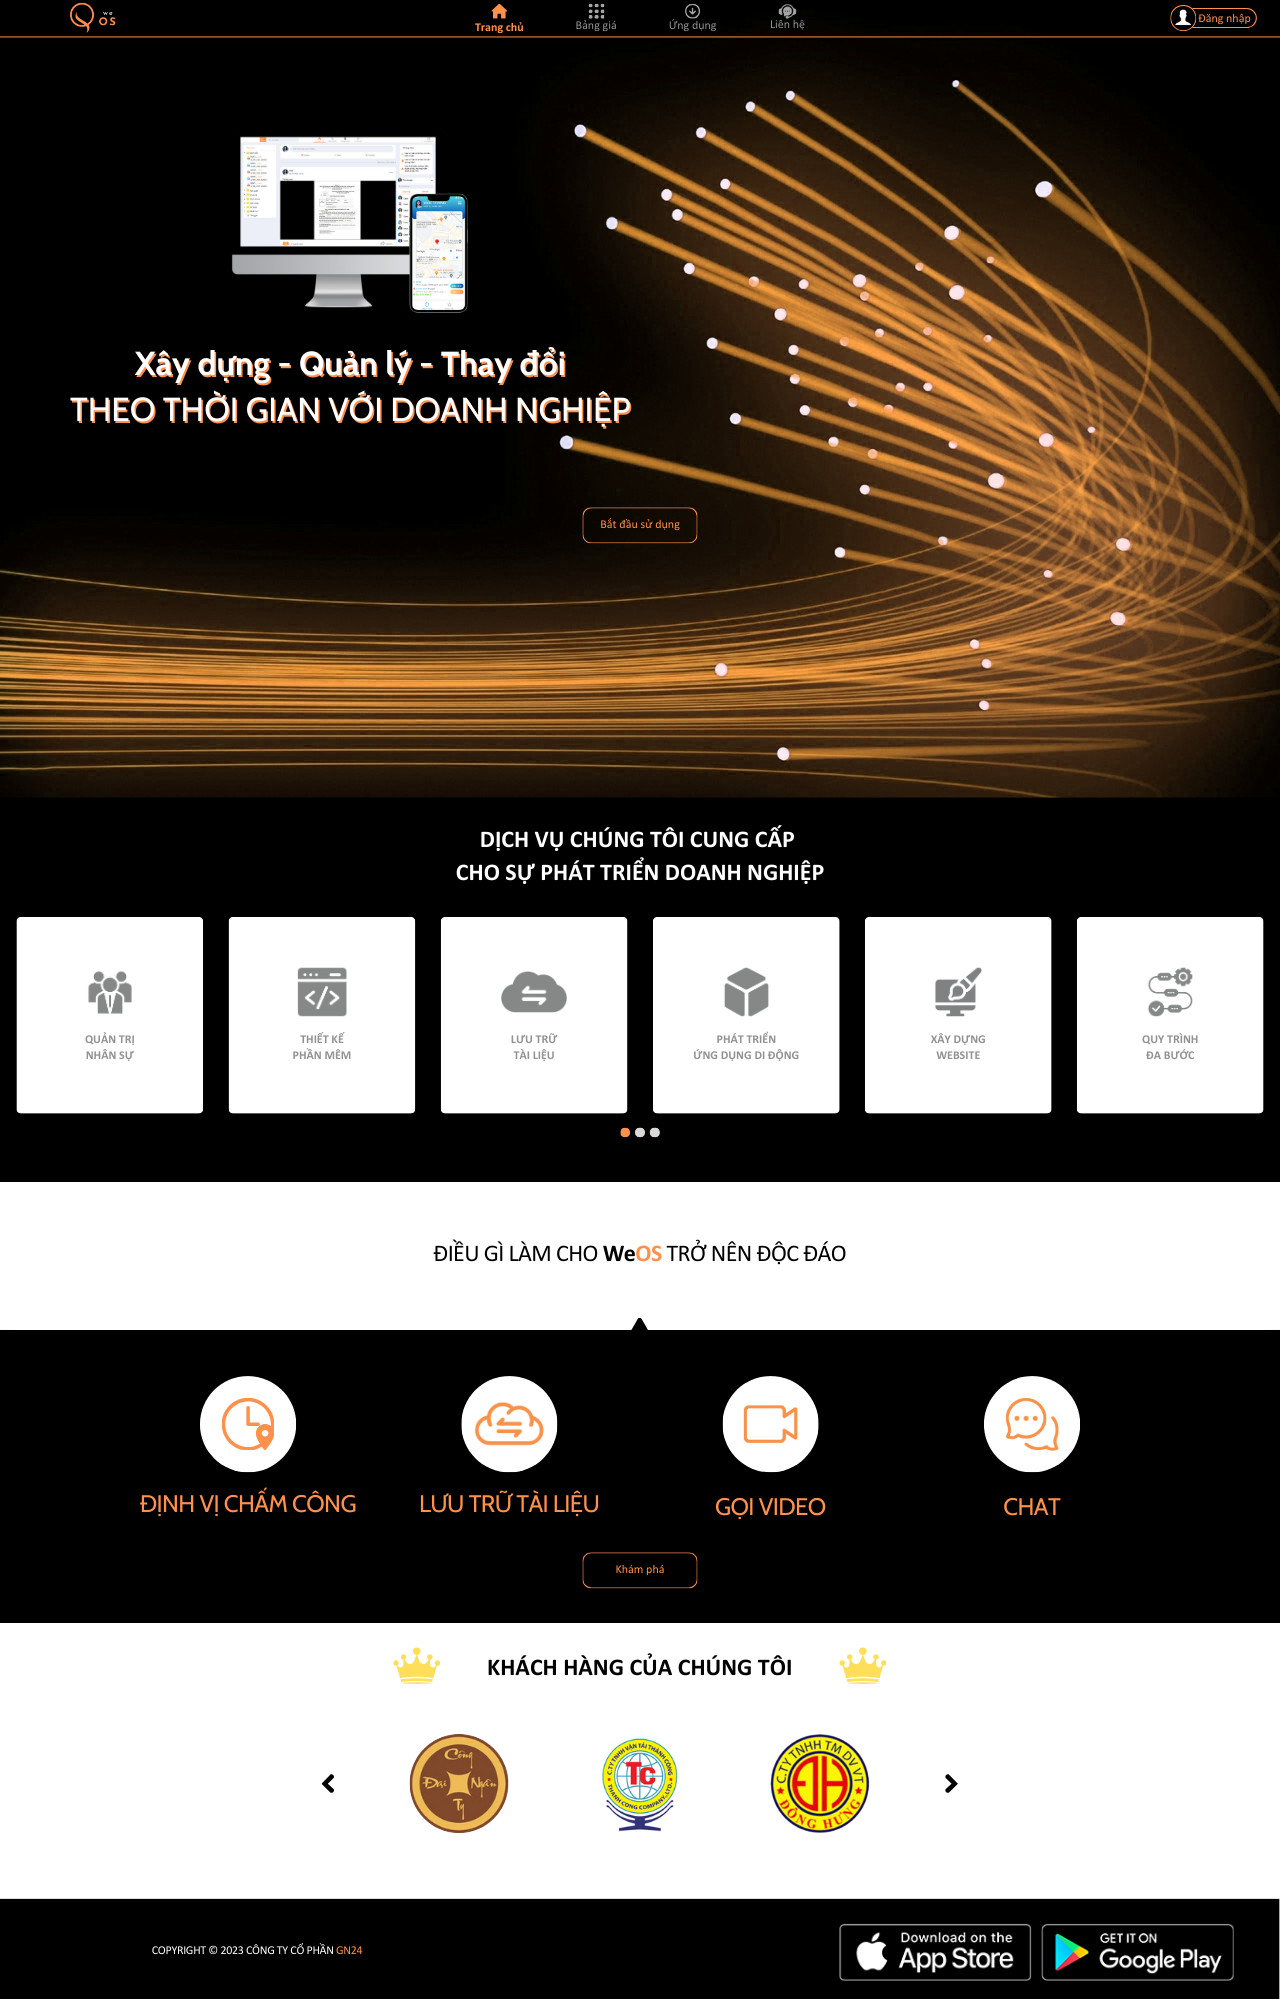 we
OS
Trang chủ
Bảng giá
Ứng dụng
Liên hệ
Đăng nhập
Xây dựng - Quản lý - Thay đổi
THEO THỜI GIAN VỚI DOANH NGHIỆP
Bắt đầu sử dụng
DỊCH VỤ CHÚNG TÔI CUNG CẤP
CHO SỰ PHÁT TRIỂN DOANH NGHIỆP
QUẢN TRỊ
NHÂN SỰ
THIẾT KẾ
PHẦN MỀM
LƯU TRỮ
TÀI LIỆU
PHÁT TRIỂN
ỨNG DỤNG DI ĐỘNG
XÂY DỰNG
WEBSITE
QUY TRÌNH
ĐA BƯỚC
ĐIỀU GÌ LÀM CHO WeOS TRỞ NÊN ĐỘC ĐÁO
ĐỊNH VỊ CHẤM CÔNG
LƯU TRỮ TÀI LIỆU
GỌI VIDEO
CHAT
Khám phá
KHÁCH HÀNG CỦA CHÚNG TÔI
Công
Đại Ngân
Ty
C.TY TNHH VẬN TẢI THÀNH CÔNG
TC
THANH CONG COMPANY.,LTD.
C.TY TNHH TM DV VT
ĐH
ĐÔNG HƯNG
COPYRIGHT © 2023 CÔNG TY CỔ PHẦN GN24
Download on the
App Store
GET IT ON
Google Play